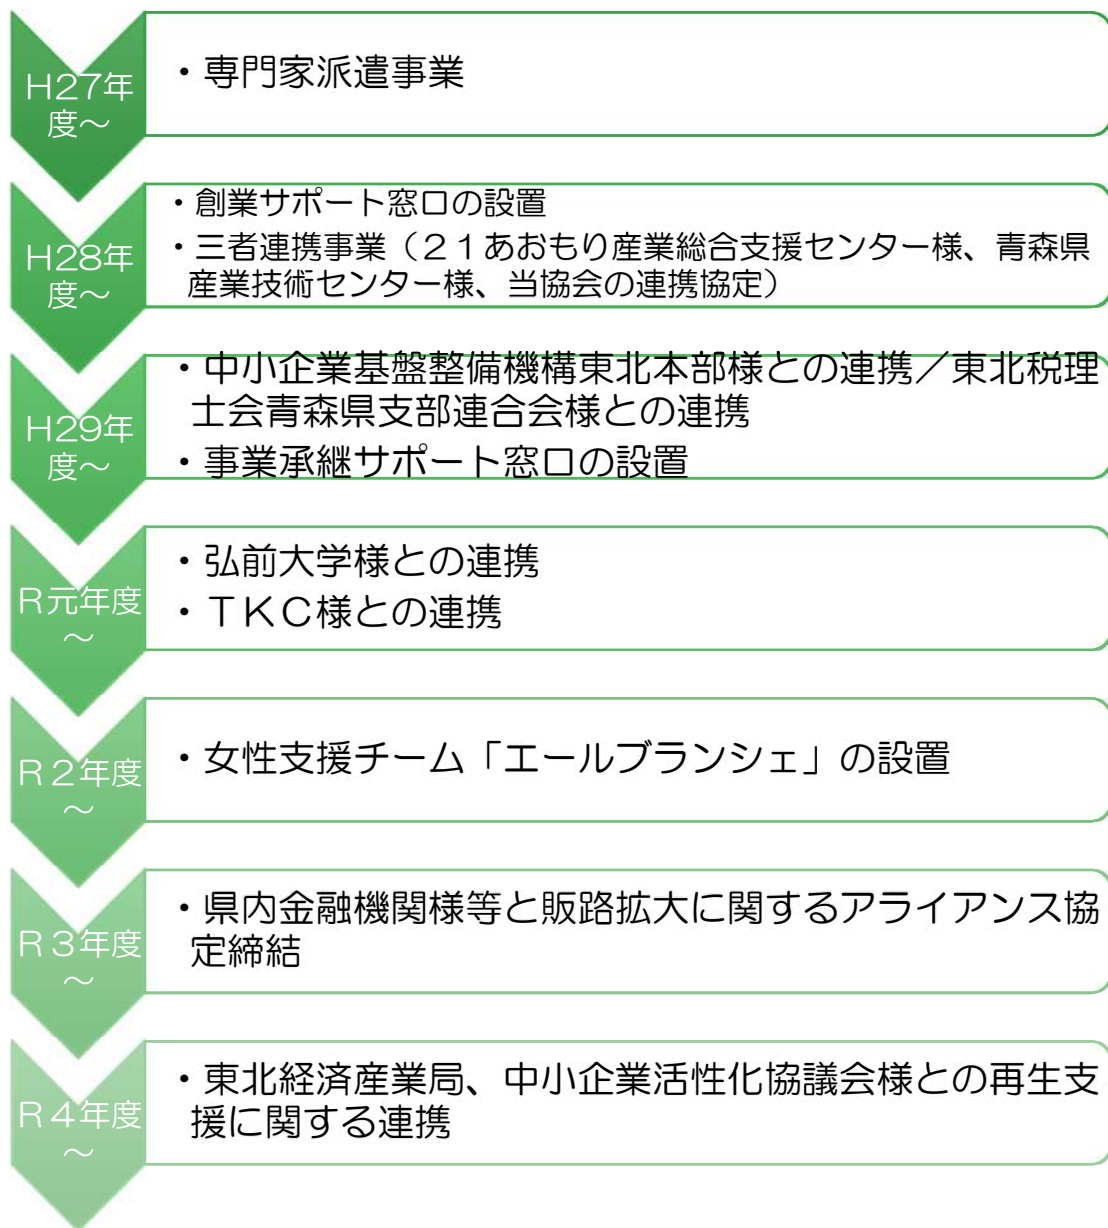 H27年
度～
・専門家派遣事業
H28年
度～
・創業サポート窓口の設置
・三者連携事業（２１あおもり産業総合支援センター様、青森県
産業技術センター様、当協会の連携協定）
H29年
度～
・中小企業基盤整備機構東北本部様との連携／東北税理
士会青森県支部連合会様との連携
・事業承継サポート窓口の設置
R元年度
～
・弘前大学様との連携
・ＴＫＣ様との連携
R２年度
～
・女性支援チーム「エールブランシェ」の設置
R３年度
～
・県内金融機関様等と販路拡大に関するアライアンス協
定締結
R４年度
～
・東北経済産業局、中小企業活性化協議会様との再生支
援に関する連携